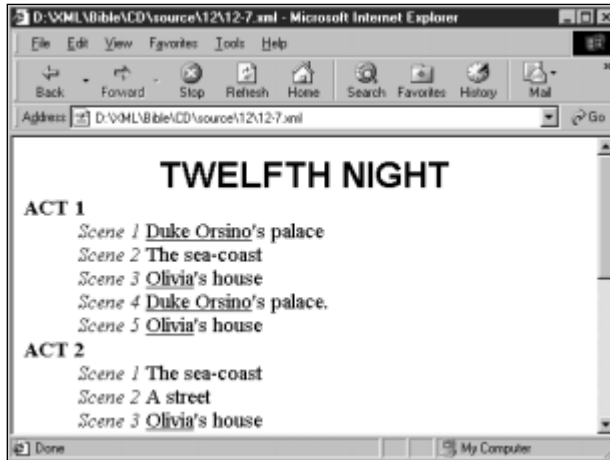 D:\XML\Bible\CD\source\12\12-7.xml - Microsoft Internet Explorer
File Edit View Favorites Tools Help
Back Forward Stop Refresh Home Search Favorites History Mail »
Address D:\XML\Bible\CD\source\12\12-7.xml Go
TWELFTH NIGHT
ACT 1
Scene 1 Duke Orsino's palace
Scene 2 The sea-coast
Scene 3 Olivia's house
Scene 4 Duke Orsino's palace.
Scene 5 Olivia's house
ACT 2
Scene 1 The sea-coast
Scene 2 A street
Scene 3 Olivia's house
Done My Computer